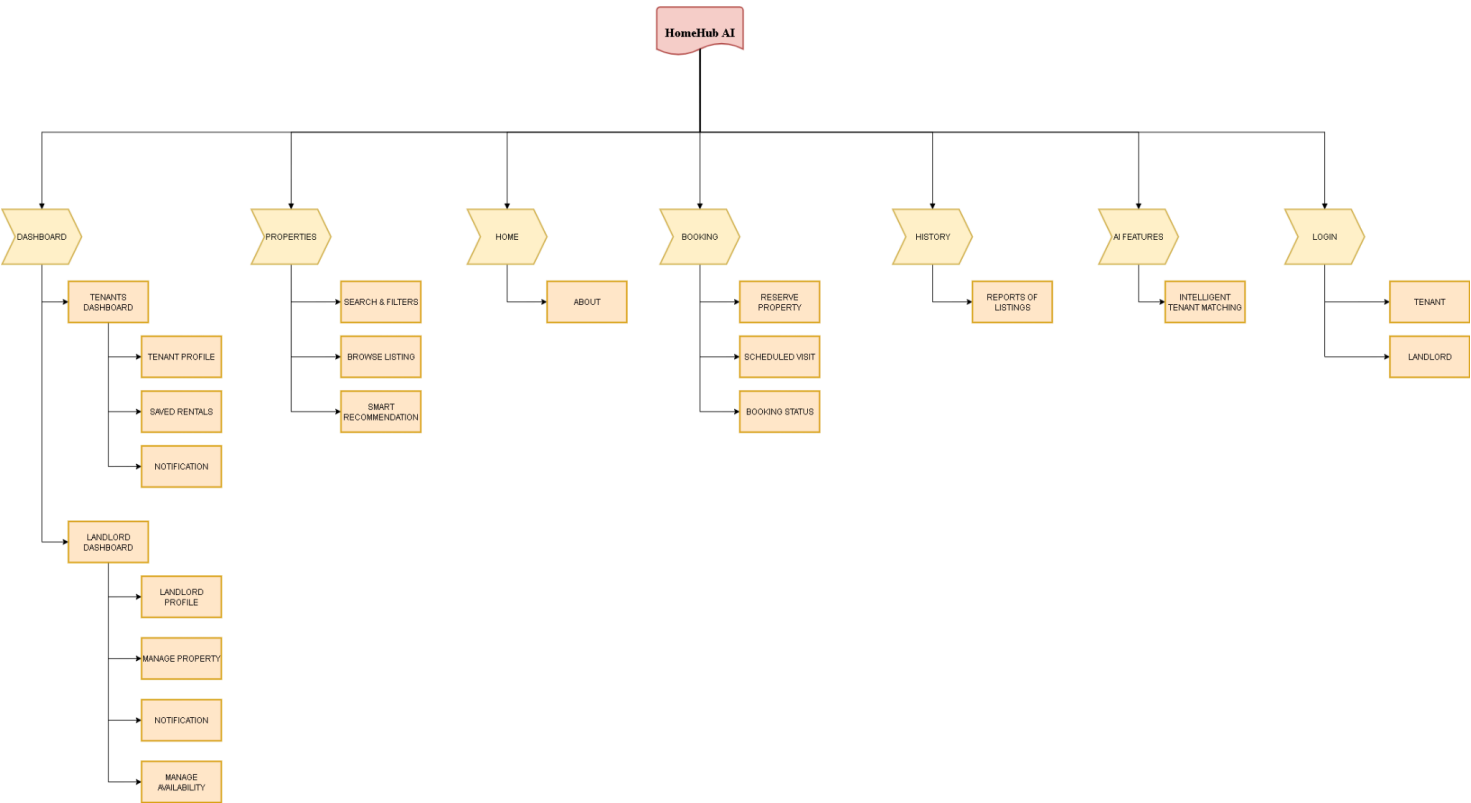 HomeHub AI
DASHBOARD
PROPERTIES
HOME
BOOKING
HISTORY
AI FEATURES
LOGIN
TENANTS
DASHBOARD
TENANT PROFILE
SAVED RENTALS
NOTIFICATION
LANDLORD
DASHBOARD
LANDLORD
PROFILE
MANAGE PROPERTY
NOTIFICATION
MANAGE
AVAILABILITY
SEARCH & FILTERS
BROWSE LISTING
SMART
RECOMMENDATION
ABOUT
RESERVE
PROPERTY
SCHEDULED VISIT
BOOKING STATUS
REPORTS OF
LISTINGS
INTELLIGENT
TENANT MATCHING
TENANT
LANDLORD